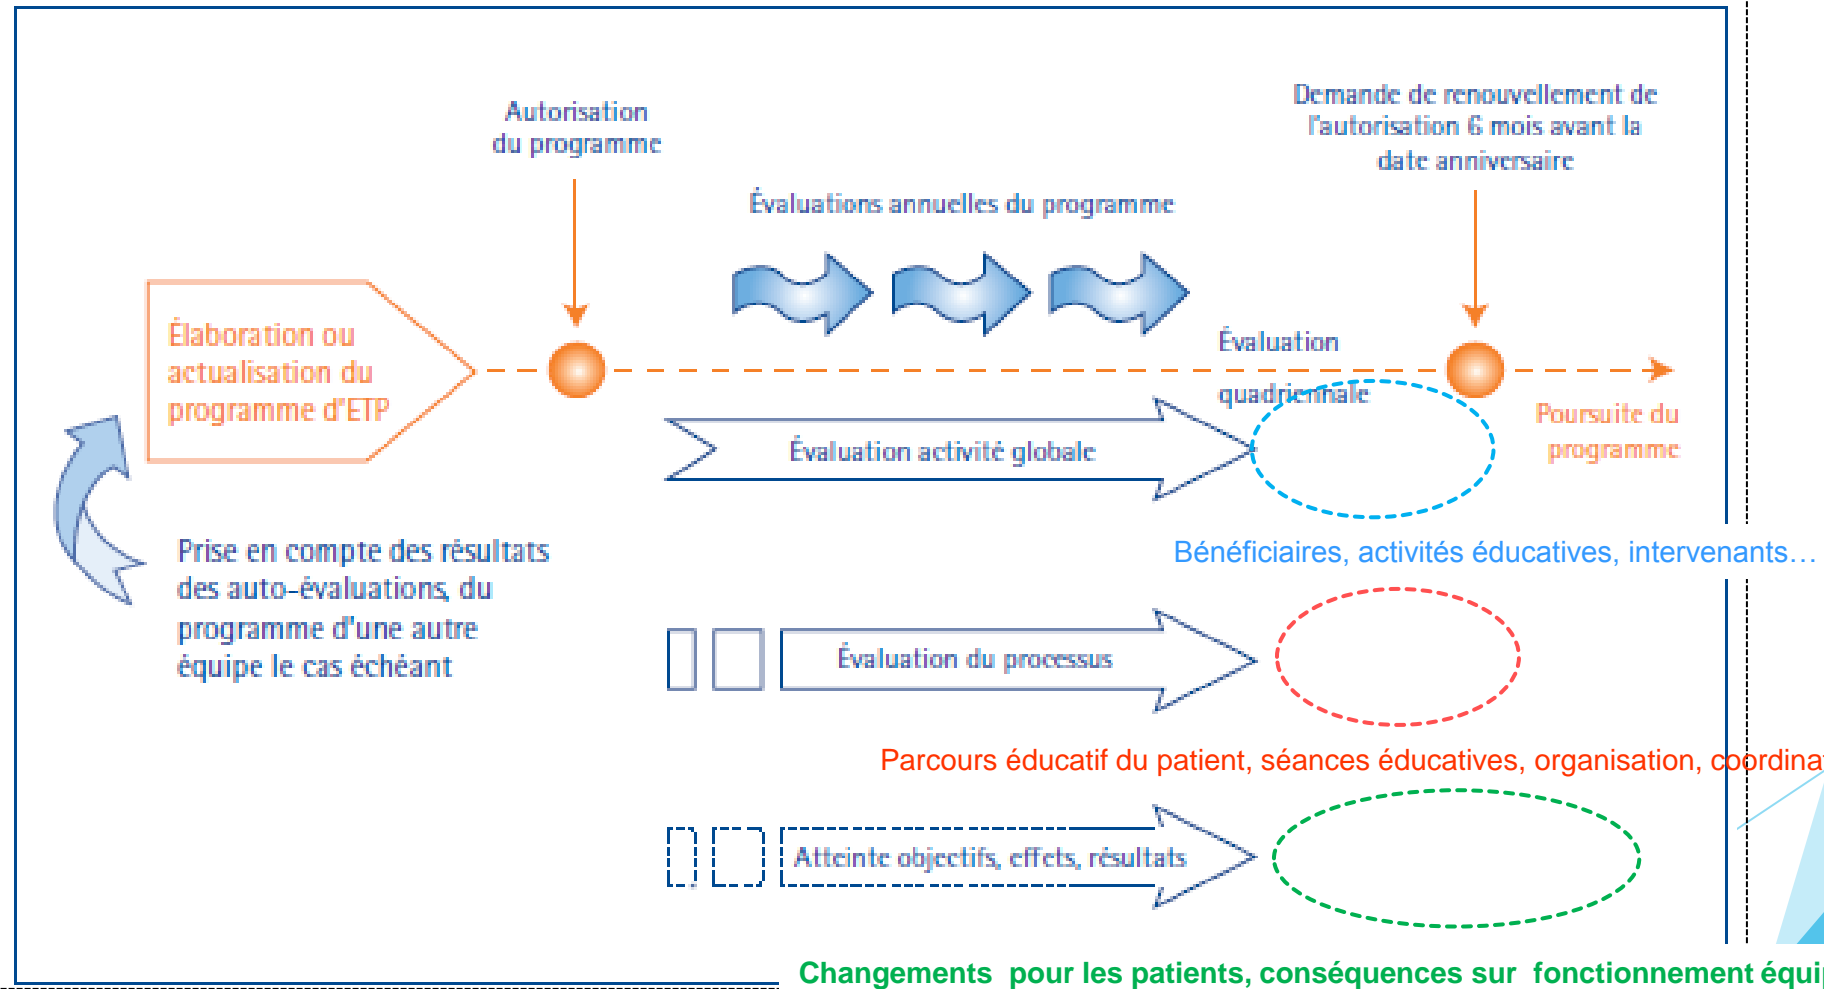 Autorisation
du programme
Demande de renouvellement de
l'autorisation 6 mois avant la
date anniversaire
Évaluations annuelles du programme
Élaboration ou
actualisation du
programme d'ETP
Évaluation
quadriennale
Poursuite du
programme
Évaluation activité globale
Prise en compte des résultats
des auto-évaluations, du
programme d'une autre
équipe le cas échéant
Bénéficiaires, activités éducatives, intervenants…
Évaluation du processus
Parcours éducatif du patient, séances éducatives, organisation,
Atteinte objectifs, effets, résultats
Changements pour les patients, conséquences sur fonctionnement